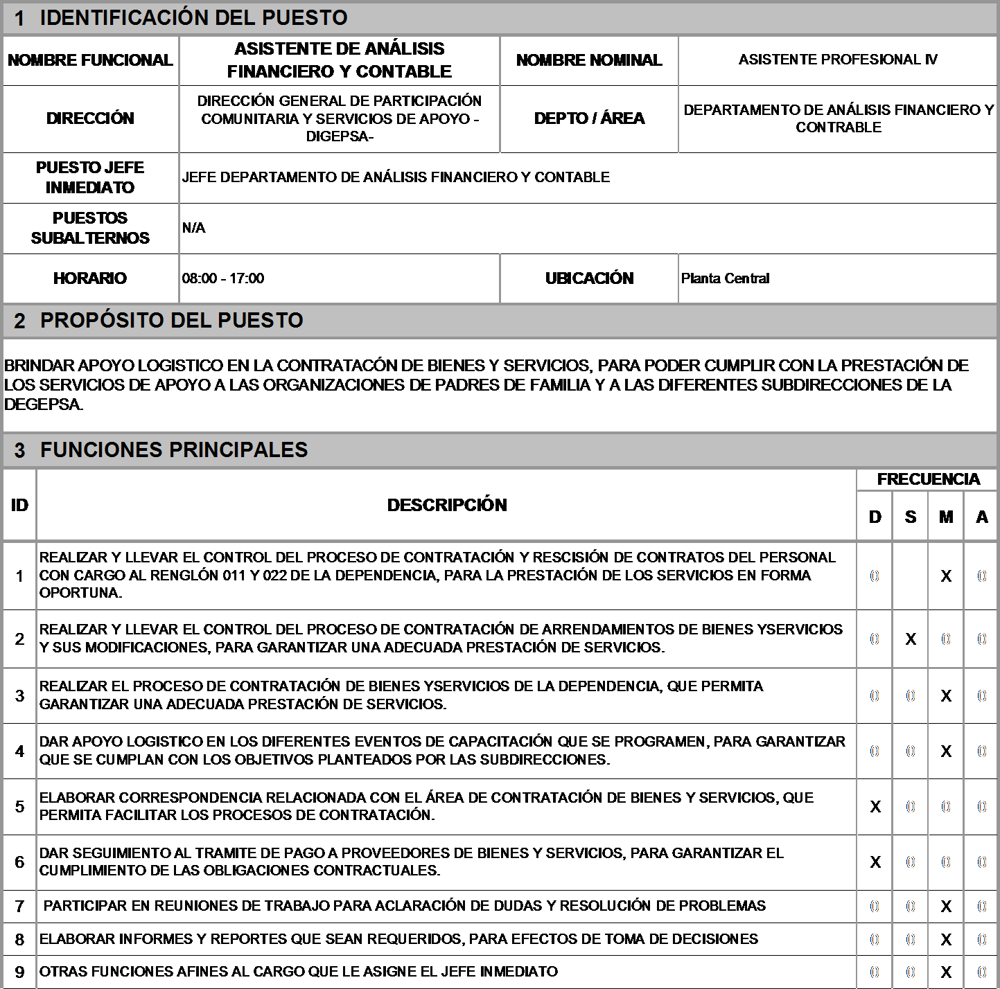 1 IDENTIFICACIÓN DEL PUESTO
NOMBRE FUNCIONAL
ASISTENTE DE ANÁLISIS
FINANCIERO Y CONTABLE
NOMBRE NOMINAL
ASISTENTE PROFESIONAL IV
DIRECCIÓN
DIRECCIÓN GENERAL DE PARTICIPACIÓN
COMUNITARIA Y SERVICIOS DE APOYO -
DIGEPSA-
DEPTO / ÁREA
DEPARTAMENTO DE ANÁLISIS FINANCIERO Y
CONTRABLE
PUESTO JEFE
INMEDIATO
JEFE DEPARTAMENTO DE ANÁLISIS FINANCIERO Y CONTABLE
PUESTOS
SUBALTERNOS
N/A
HORARIO
08:00 - 17:00
UBICACIÓN
Planta Central
2 PROPÓSITO DEL PUESTO
BRINDAR APOYO LOGISTICO EN LA CONTRATACÓN DE BIENES Y SERVICIOS, PARA PODER CUMPLIR CON LA PRESTACIÓN DE
LOS SERVICIOS DE APOYO A LAS ORGANIZACIONES DE PADRES DE FAMILIA Y A LAS DIFERENTES SUBDIRECCIONES DE LA
DEGEPSA.
3 FUNCIONES PRINCIPALES
ID
DESCRIPCIÓN
FRECUENCIA
D S M A
1
REALIZAR Y LLEVAR EL CONTROL DEL PROCESO DE CONTRATACIÓN Y RESCISIÓN DE CONTRATOS DEL PERSONAL
CON CARGO AL RENGLÓN 011 Y 022 DE LA DEPENDENCIA, PARA LA PRESTACIÓN DE LOS SERVICIOS EN FORMA
OPORTUNA.
0 X 0
2
REALIZAR Y LLEVAR EL CONTROL DEL PROCESO DE CONTRATACIÓN DE ARRENDAMIENTOS DE BIENES YSERVICIOS
Y SUS MODIFICACIONES, PARA GARANTIZAR UNA ADECUADA PRESTACIÓN DE SERVICIOS.
0 X 0 0
3
REALIZAR EL PROCESO DE CONTRATACIÓN DE BIENES YSERVICIOS DE LA DEPENDENCIA, QUE PERMITA
GARANTIZAR UNA ADECUADA PRESTACIÓN DE SERVICIOS.
0 0 X 0
4
DAR APOYO LOGISTICO EN LOS DIFERENTES EVENTOS DE CAPACITACIÓN QUE SE PROGRAMEN, PARA GARANTIZAR
QUE SE CUMPLAN CON LOS OBJETIVOS PLANTEADOS POR LAS SUBDIRECCIONES.
0 0 X 0
5
ELABORAR CORRESPONDENCIA RELACIONADA CON EL ÁREA DE CONTRATACIÓN DE BIENES Y SERVICIOS, QUE
PERMITA FACILITAR LOS PROCESOS DE CONTRATACIÓN.
X 0 0 0
6
DAR SEGUIMIENTO AL TRAMITE DE PAGO A PROVEEDORES DE BIENES Y SERVICIOS, PARA GARANTIZAR EL
CUMPLIMIENTO DE LAS OBLIGACIONES CONTRACTUALES.
X 0 0 0
7 PARTICIPAR EN REUNIONES DE TRABAJO PARA ACLARACIÓN DE DUDAS Y RESOLUCIÓN DE PROBLEMAS 0 0 X 0
8 ELABORAR INFORMES Y REPORTES QUE SEAN REQUERIDOS, PARA EFECTOS DE TOMA DE DECISIONES 0 0 X 0
9 OTRAS FUNCIONES AFINES AL CARGO QUE LE ASIGNE EL JEFE INMEDIATO 0 0 X 0